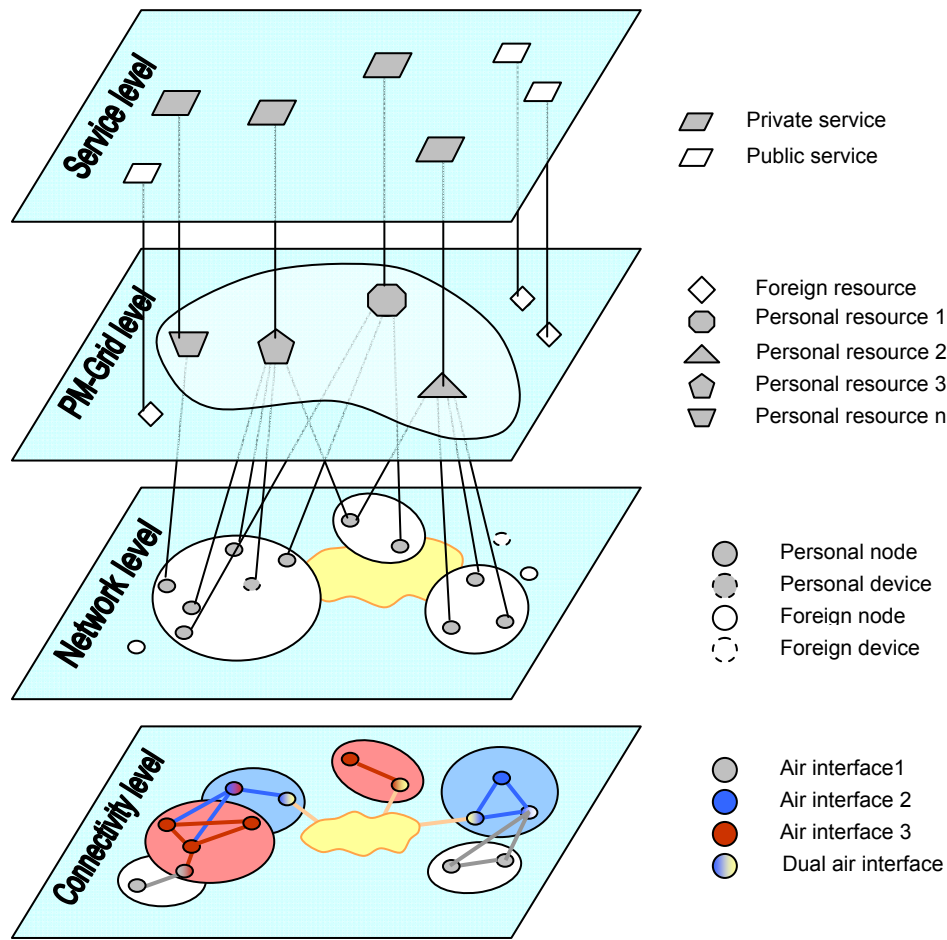 Service level
Private service
Public service
PM-Grid level
Foreign resource
Personal resource 1
Personal resource 2
Personal resource 3
Personal resource n
Network level
Personal node
Personal device
Foreign node
Foreign device
Connectivity level
Air interface1
Air interface 2
Air interface 3
Dual air interface